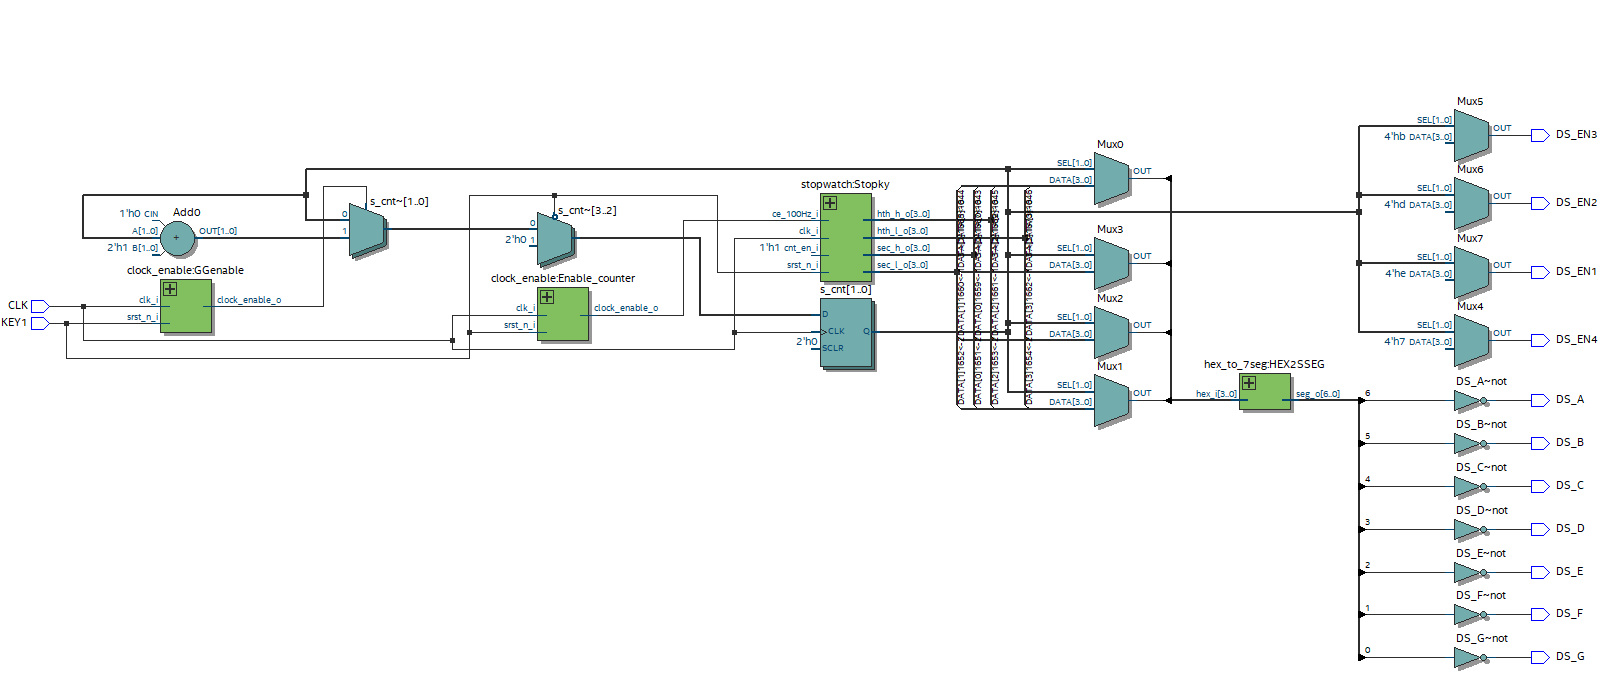 Mux5
SEL[1..0]
OUT
4'hb DATA[3..0]
DS_EN3
Mux0
SEL[1..0]
OUT
DATA[3..0]
Mux6
SEL[1..0]
OUT
4'hd DATA[3..0]
DS_EN2
stopwatch:Stopky
ce_100Hz_i
hth_h_o[3..0]
clk_i
hth_l_o[3..0]
1'h1 cnt_en_i
sec_h_o[3..0]
srst_n_i
sec_l_o[3..0]
s_cnt~[1..0]
0
1
s_cnt~[3..2]
0
2'h0 1
Add0
1'h0 CIN
A[1..0]
OUT[1..0]
2'h1 B[1..0]
Mux3
SEL[1..0]
OUT
DATA[3..0]
Mux7
SEL[1..0]
OUT
4'he DATA[3..0]
DS_EN1
clock_enable:GGenable
clk_i
clock_enable_o
srst_n_i
CLK
KEY1
clock_enable:Enable_counter
clk_i
clock_enable_o
srst_n_i
s_cnt[1..0]
D
CLK
Q
2'h0
SCLR
Mux2
SEL[1..0]
OUT
DATA[3..0]
Mux4
SEL[1..0]
OUT
4'h7 DATA[3..0]
DS_EN4
Mux1
SEL[1..0]
OUT
DATA[3..0]
hex_to_7seg:HEX2SSEG
hex_i[3..0]
seg_o[6..0]
DS_A~not
6
DS_A
DS_B~not
5
DS_B
DS_C~not
4
DS_C
DS_D~not
3
DS_D
DS_E~not
2
DS_E
DS_F~not
1
DS_F
DS_G~not
0
DS_G